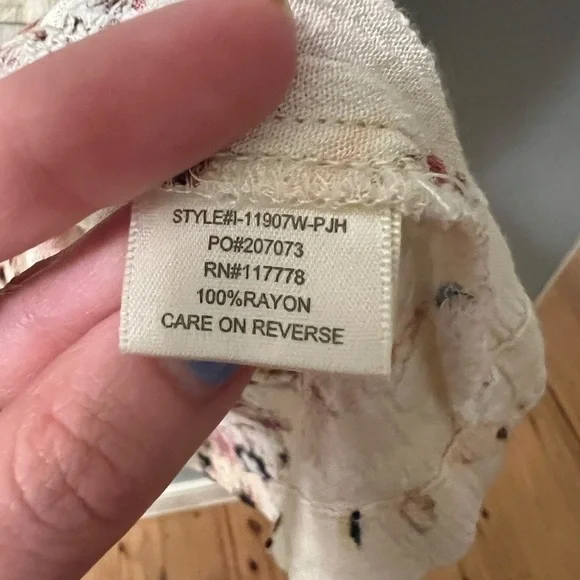 STYLE#I-11907W-PJH
PO#207073
RN#117778
100%RAYON
CARE ON REVERSE